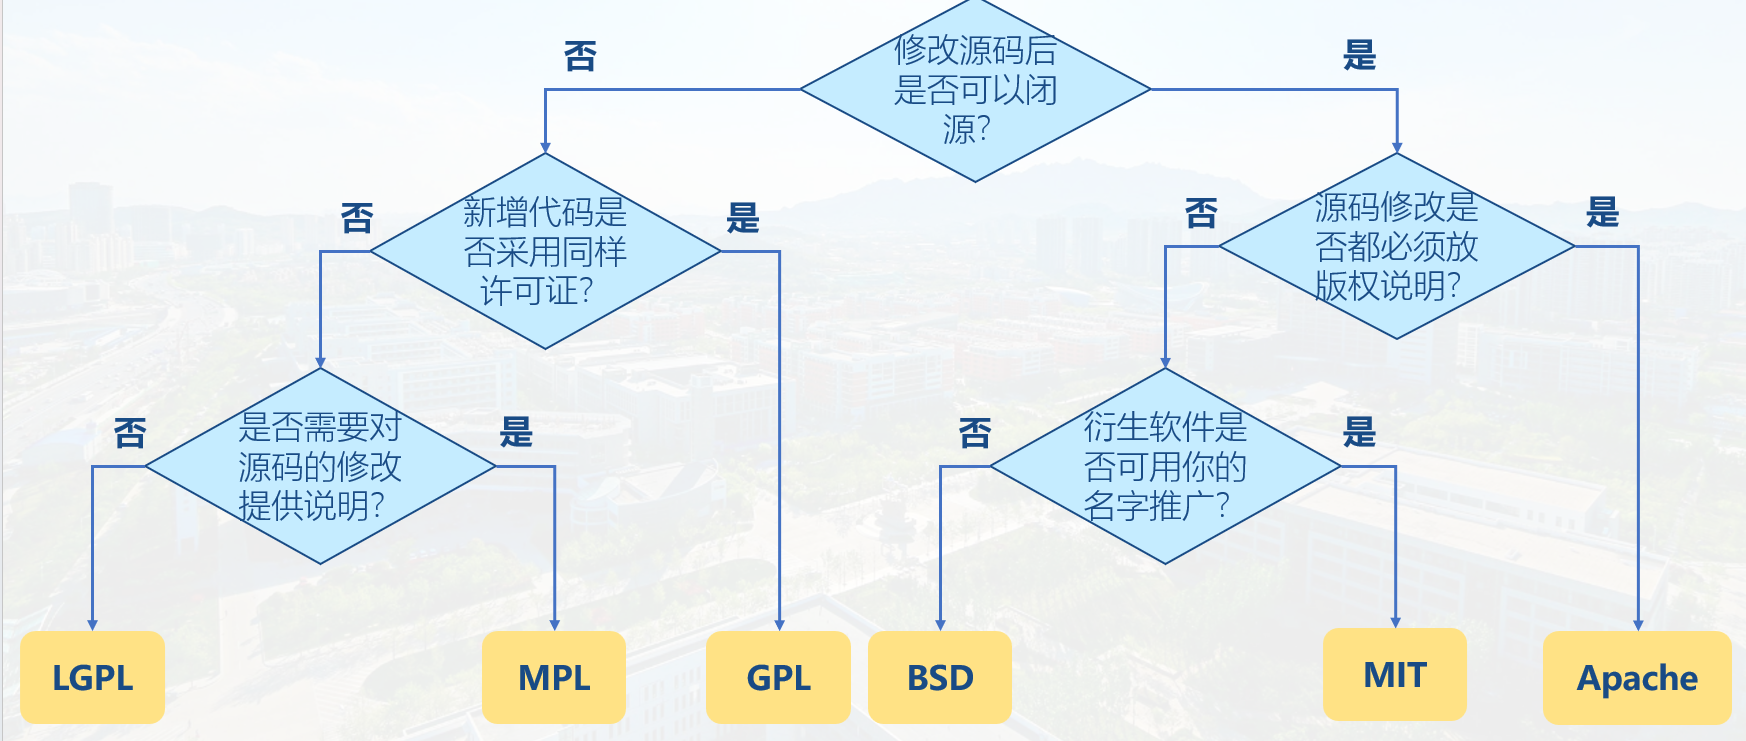 否
修改源码后
是否可以闭
源？
是
否
新增代码是
否采用同样
许可证？
是
否
源码修改是
否都必须放
版权说明？
是
否
是否需要对
源码的修改
提供说明？
是
否
衍生软件是
否可用你的
名字推广？
是
LGPL
MPL
GPL
BSD
MIT
Apache